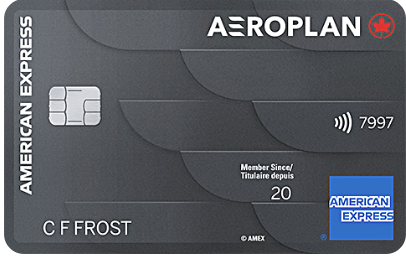 AMERICAN EXPRESS
AEROPLAN
7997
Member Since/
Titulaire depuis
20
AMERICAN
EXPRESS
®
C F FROST
© AMEX